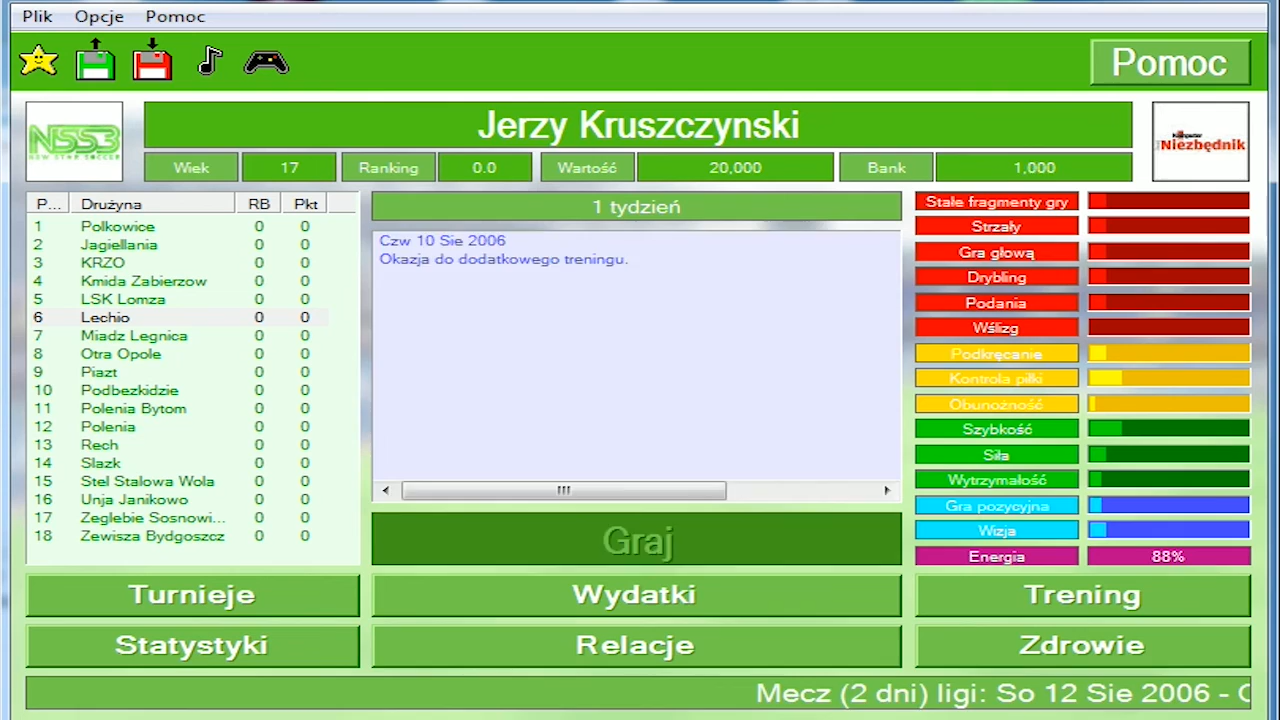 Plik Opcje Pomoc
Pomoc
NSS3
NEW STAR SOCCER
Jerzy Kruszczynski
Komputer
Niezbędnik
Wiek 17 Ranking 0.0 Wartość 20,000 Bank 1,000
P... Drużyna RB Pkt
1 Polkowice 0 0
2 Jagiellania 0 0
3 KRZO 0 0
4 Kmida Zabierzow 0 0
5 LSK Lomza 0 0
6 Lechio 0 0
7 Miadz Legnica 0 0
8 Otra Opole 0 0
9 Piazt 0 0
10 Podbezkidzie 0 0
11 Polenia Bytom 0 0
12 Polenia 0 0
13 Rech 0 0
14 Slazk 0 0
15 Stel Stalowa Wola 0 0
16 Unja Janikowo 0 0
17 Zeglebie Sosnowi... 0 0
18 Zewisza Bydgoszcz 0 0
1 tydzień
Czw 10 Sie 2006
Okazja do dodatkowego treningu.
Graj
Stałe fragmenty gry
Strzały
Gra głową
Drybling
Podania
Wślizg
Podkręcanie
Kontrola piłki
Obunożność
Szybkość
Siła
Wytrzymałość
Gra pozycyjna
Wizja
Energia 88%
Turnieje Wydatki Trening
Statystyki Relacje Zdrowie
Mecz (2 dni) ligi: So 12 Sie 2006 -